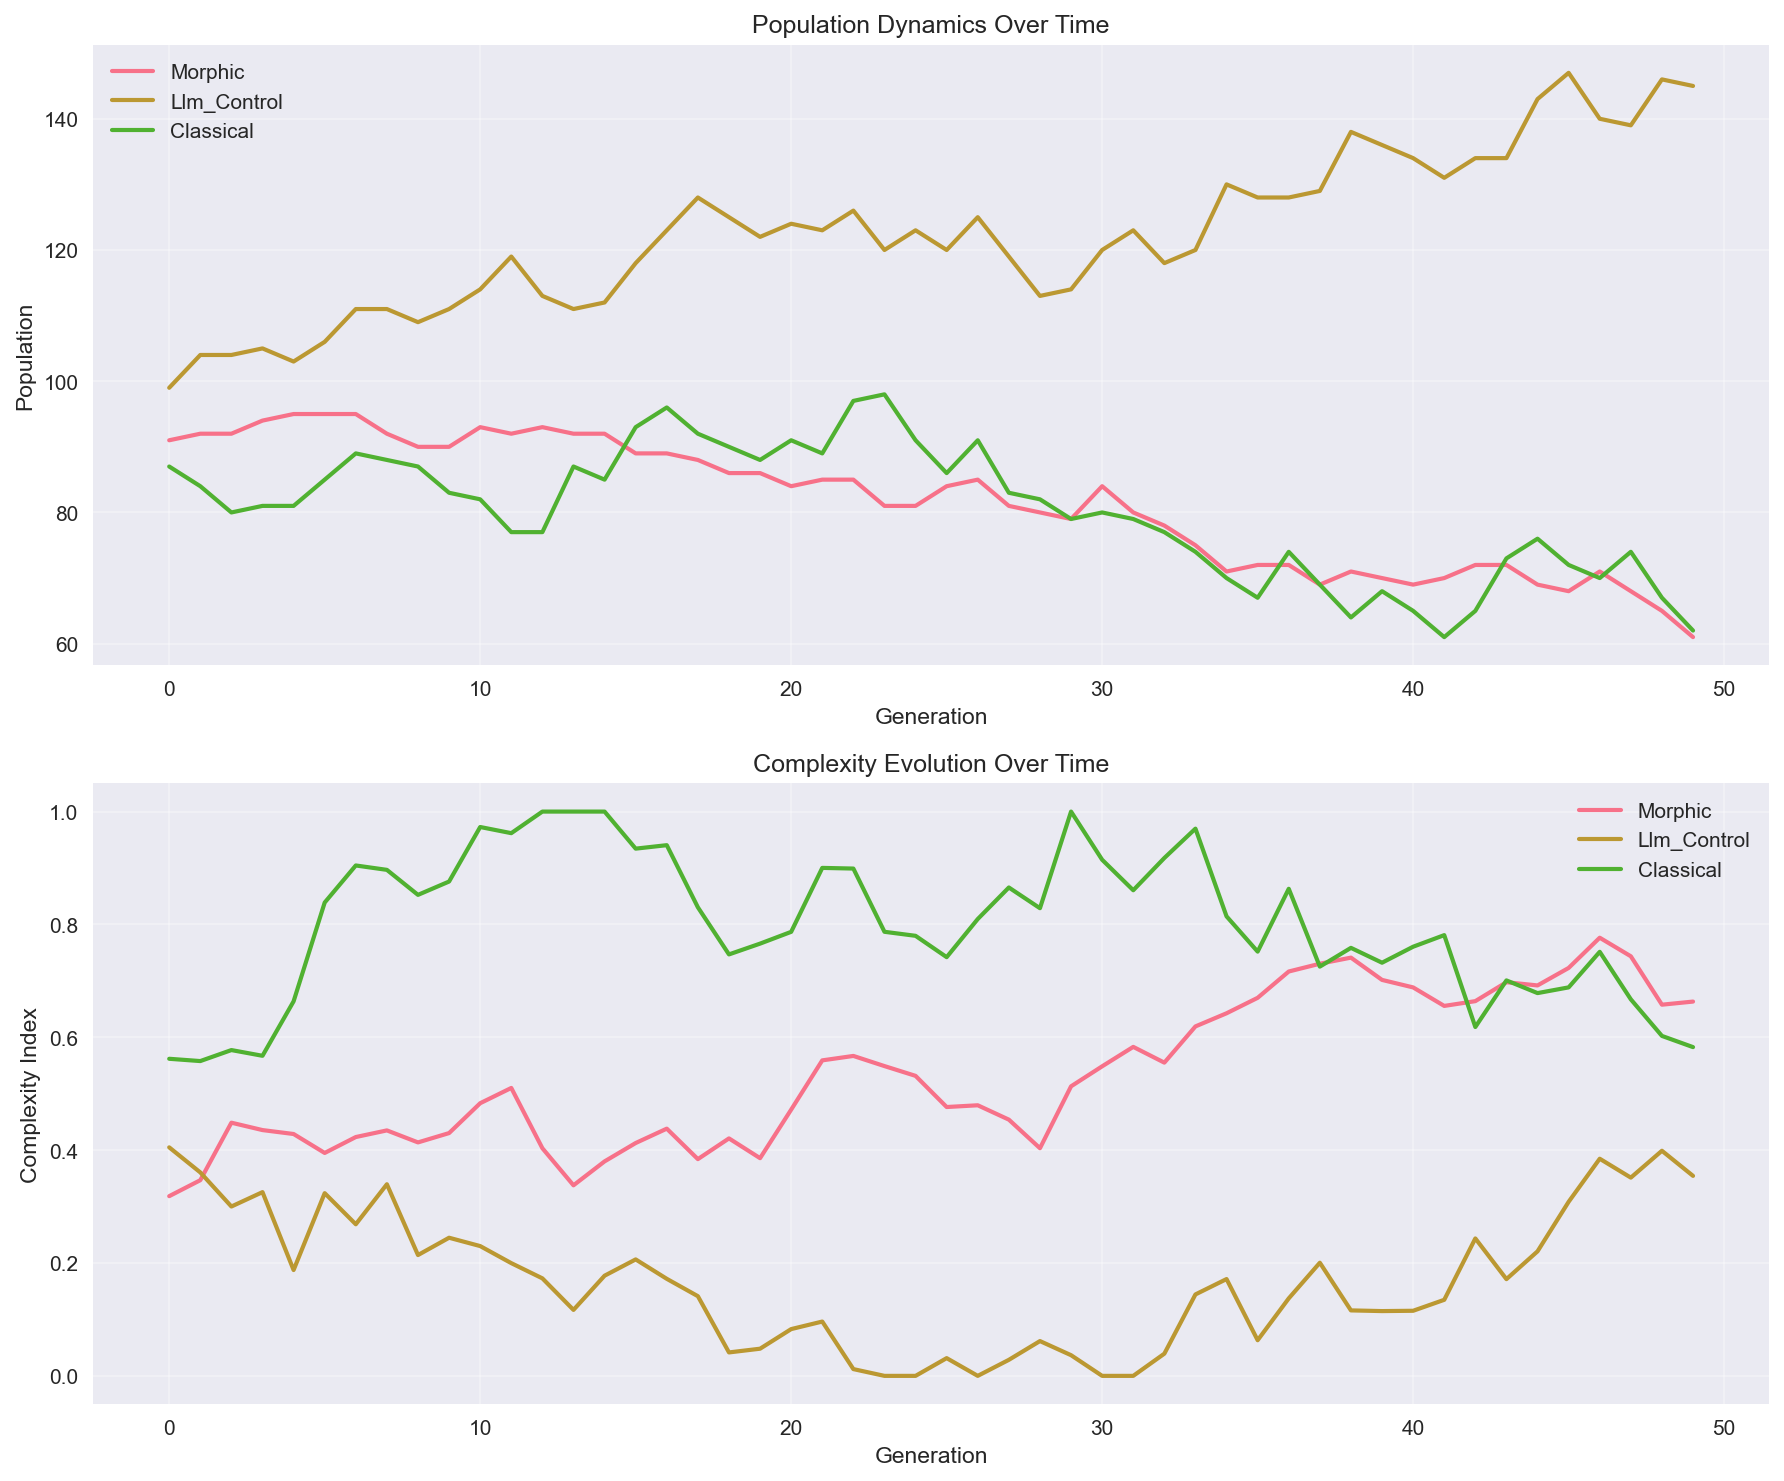 Population Dynamics Over Time
Morphic
Llm_Control
Classical
140
120
100
80
60
Population
0 10 20 30 40 50
Generation
Complexity Evolution Over Time
Morphic
Llm_Control
Classical
1.0
0.8
0.6
0.4
0.2
0.0
Complexity Index
0 10 20 30 40 50
Generation